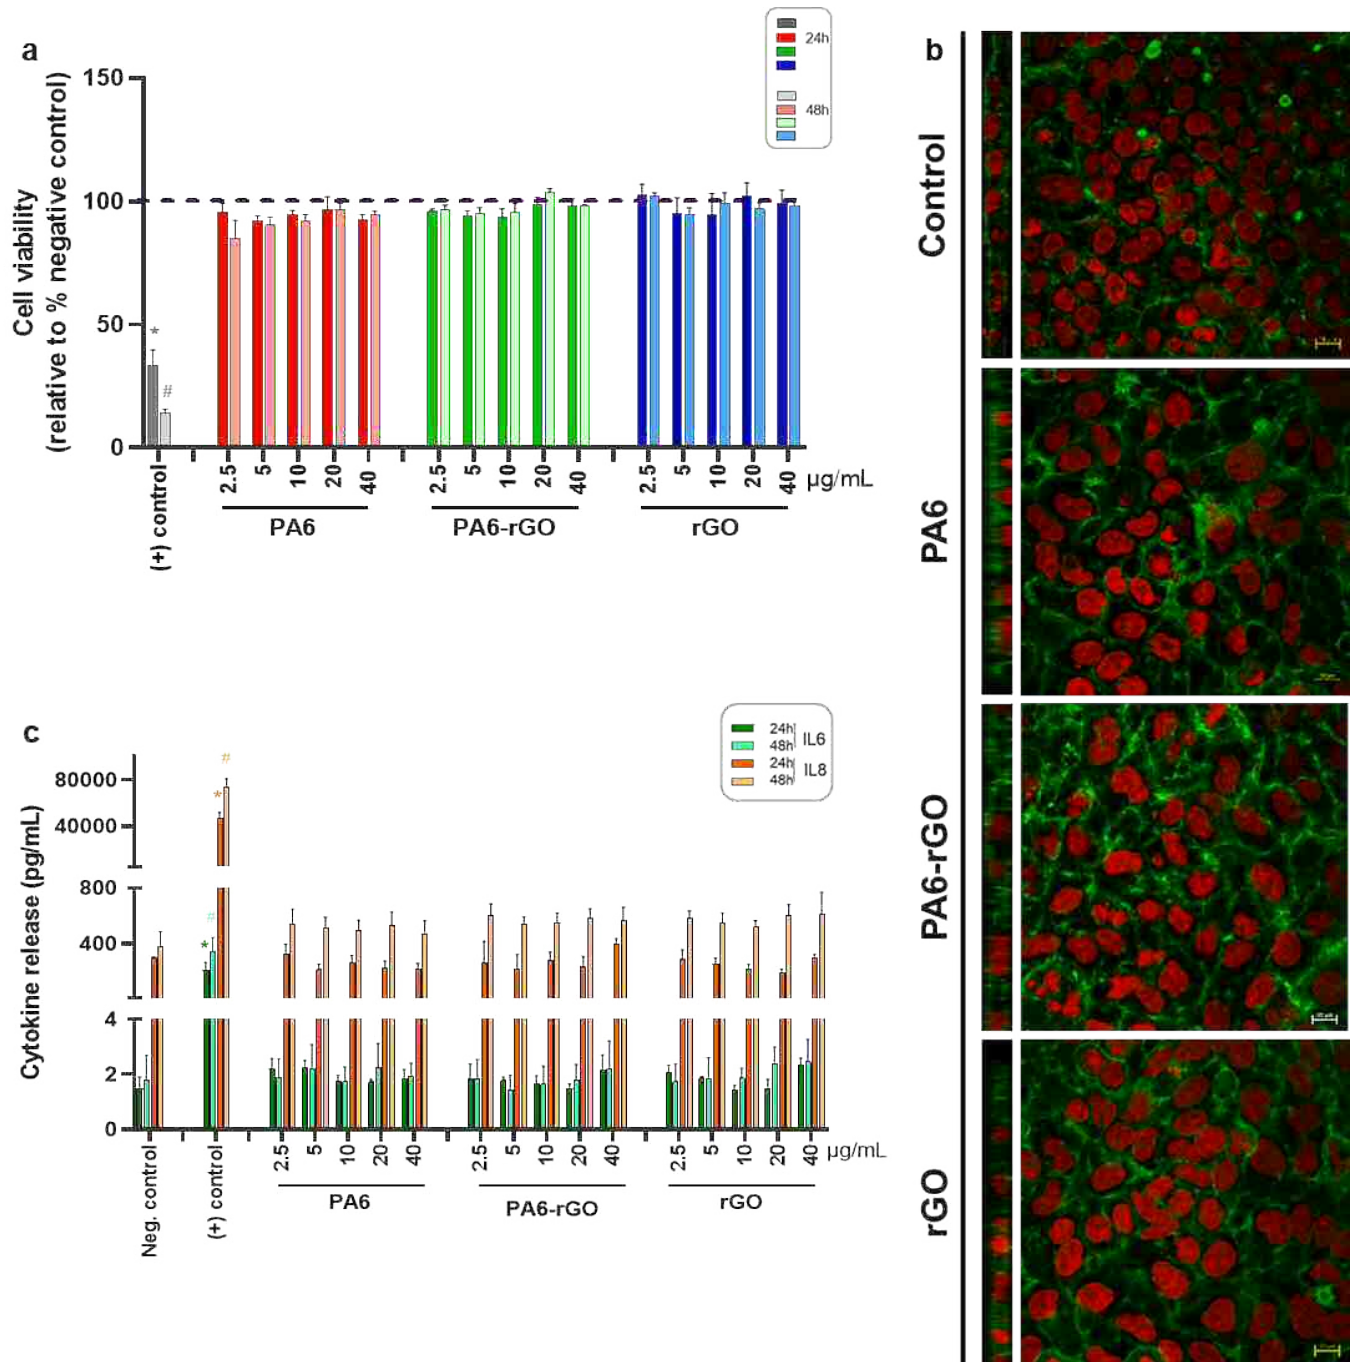 a
Cell viability
(relative to % negative control)
150
100
50
0
24h
48h
*
#
(+) control
2.5 5 10 20 40
2.5 5 10 20 40
2.5 5 10 20 40
µg/mL
PA6
PA6-rGO
rGO
b
Control
PA6
PA6-rGO
rGO
c
Cytokine release (pg/mL)
80000
40000
800
400
4
2
0
24h
48h
IL6
24h
48h
IL8
*
#
*
#
Neg. control
(+) control
2.5 5 10 20 40
2.5 5 10 20 40
2.5 5 10 20 40
µg/mL
PA6
PA6-rGO
rGO